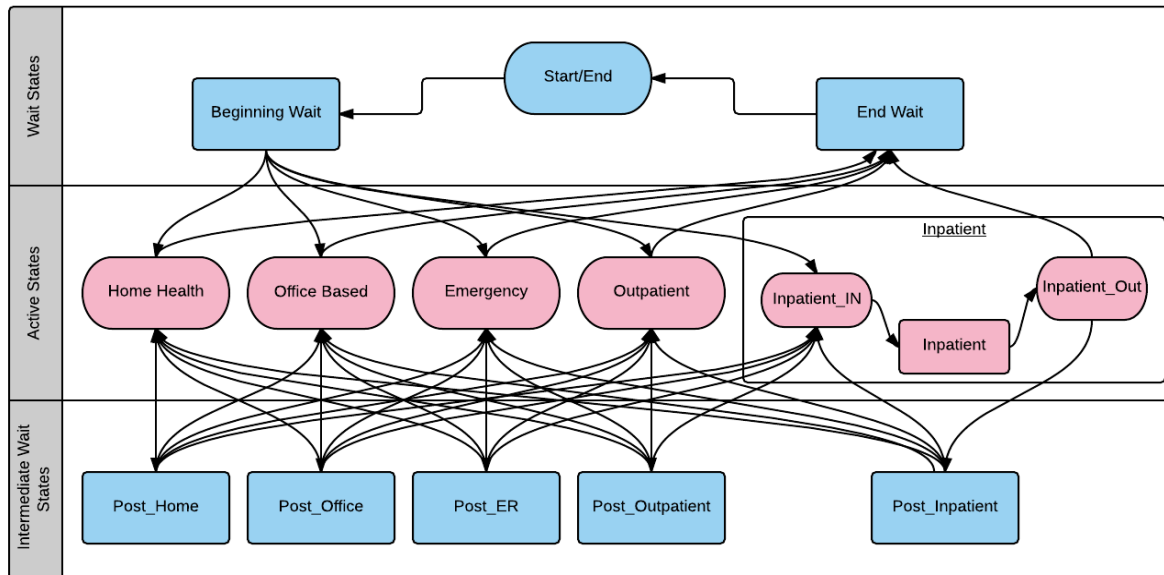 Wait States
Start/End
Beginning Wait
End Wait
Active States
Inpatient
Home Health
Office Based
Emergency
Outpatient
Inpatient_IN
Inpatient
Inpatient_Out
Intermediate Wait
States
Post_Home
Post_Office
Post_ER
Post_Outpatient
Post_Inpatient